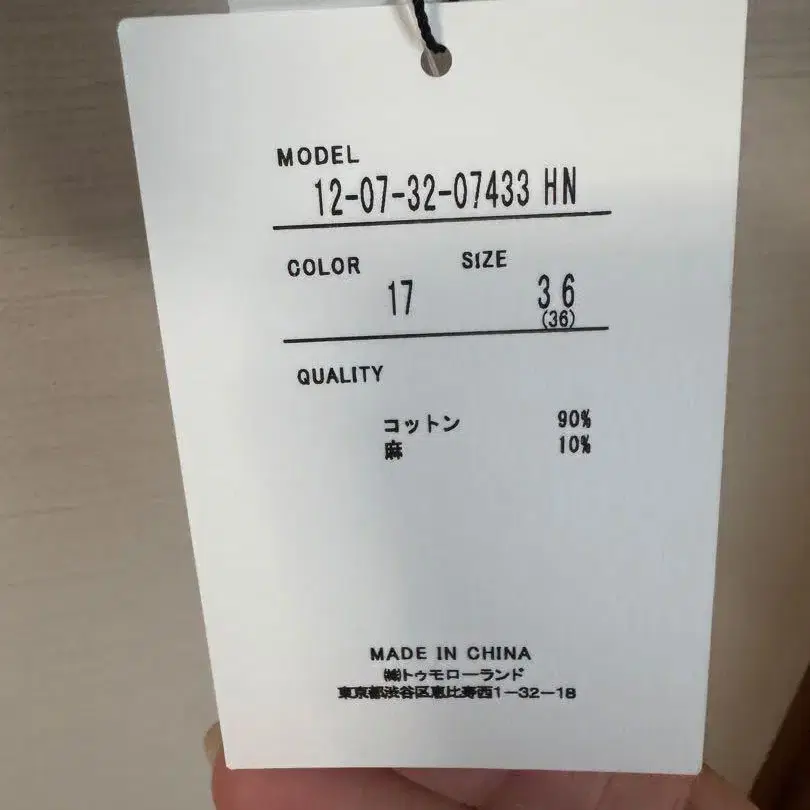 MODEL
12-07-32-07433 HN
COLOR SIZE
17 36
(36)
QUALITY
コットン 90%
麻 10%
MADE IN CHINA
㈱トゥモローランド
東京都渋谷区恵比寿西1-32-18